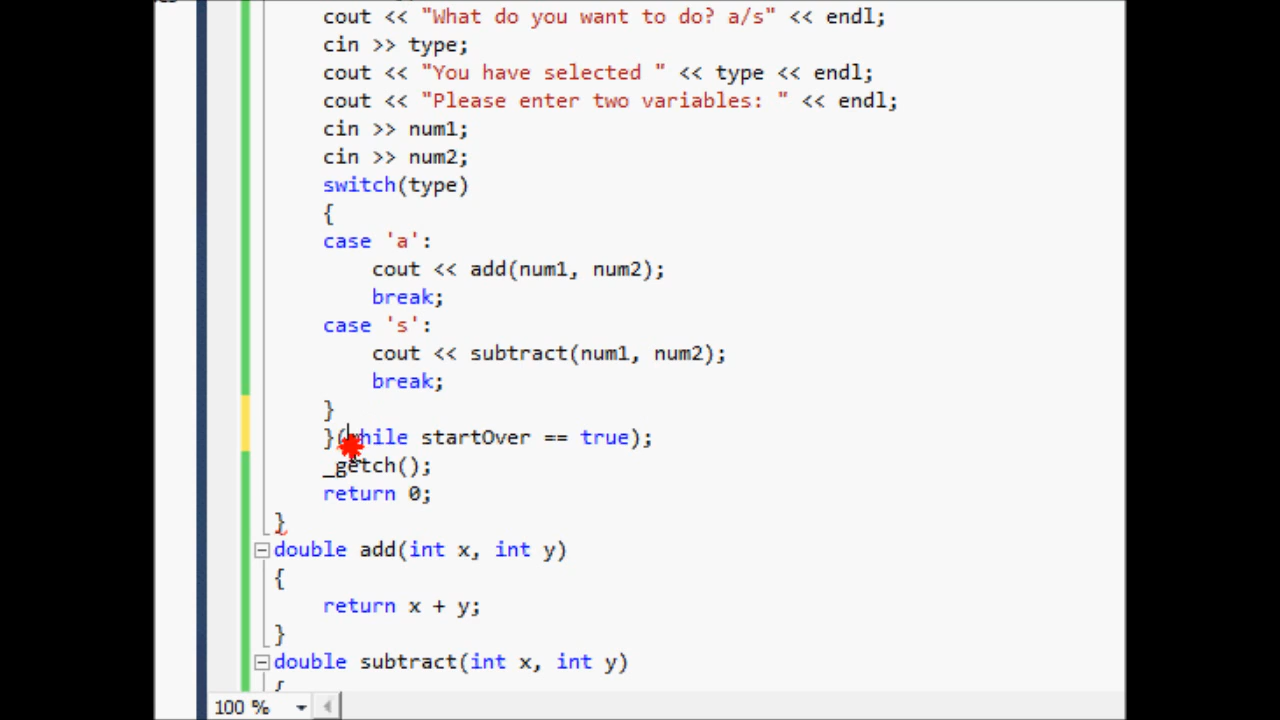 cout << "What do you want to do? a/s" << endl;
cin >> type;
cout << "You have selected " << type << endl;
cout << "Please enter two variables: " << endl;
cin >> num1;
cin >> num2;
switch(type)
{
case 'a':
cout << add(num1, num2);
break;
case 's':
cout << subtract(num1, num2);
break;
}
}(while startOver == true);
_getch();
return 0;
}
double add(int x, int y)
{
return x + y;
}
double subtract(int x, int y)
{
100 %